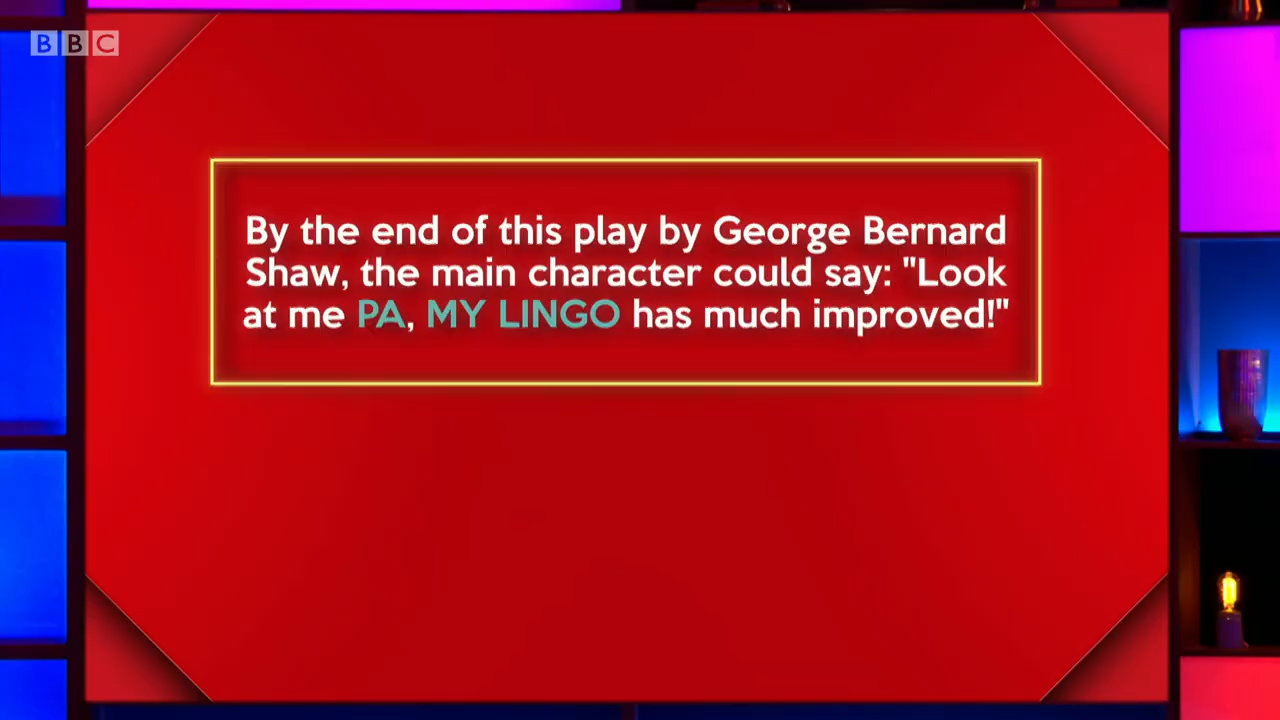 BBC
By the end of this play by George Bernard
Shaw, the main character could say: "Look
at me PA, MY LINGO has much improved!"